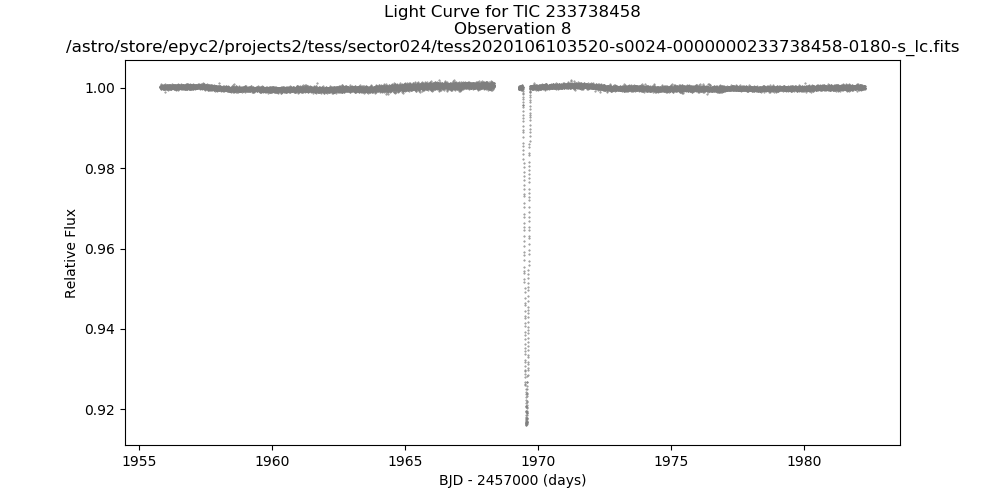 Light Curve for TIC 233738458
Observation 8
/astro/store/epyc2/projects2/tess/sector024/tess2020106103520-s0024-0000000233738458-0180-s_lc.fits
1.00
0.98
0.96
0.94
0.92
Relative Flux
1955 1960 1965 1970 1975 1980
BJD - 2457000 (days)